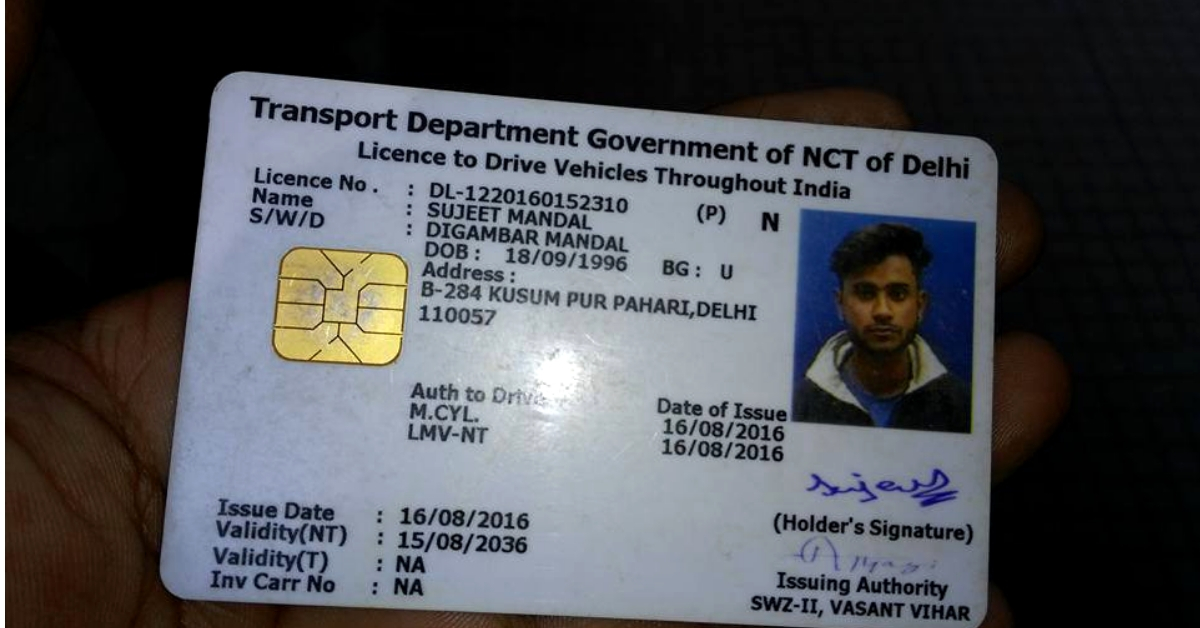 Transport Department Government of NCT of Delhi
Licence to Drive Vehicles Throughout India
Licence No . : DL-1220160152310 (P) N
Name : SUJEET MANDAL
S/W/D : DIGAMBAR MANDAL
DOB : 18/09/1996 BG : U
Address :
B-284 KUSUM PUR PAHARI,DELHI
110057
Auth to Drive Date of Issue
M.CYL. 16/08/2016
LMV-NT 16/08/2016
Issue Date : 16/08/2016
Validity(NT) : 15/08/2036
Validity(T) : NA
Inv Carr No : NA
(Holder's Signature)
Issuing Authority
SWZ-II, VASANT VIHAR